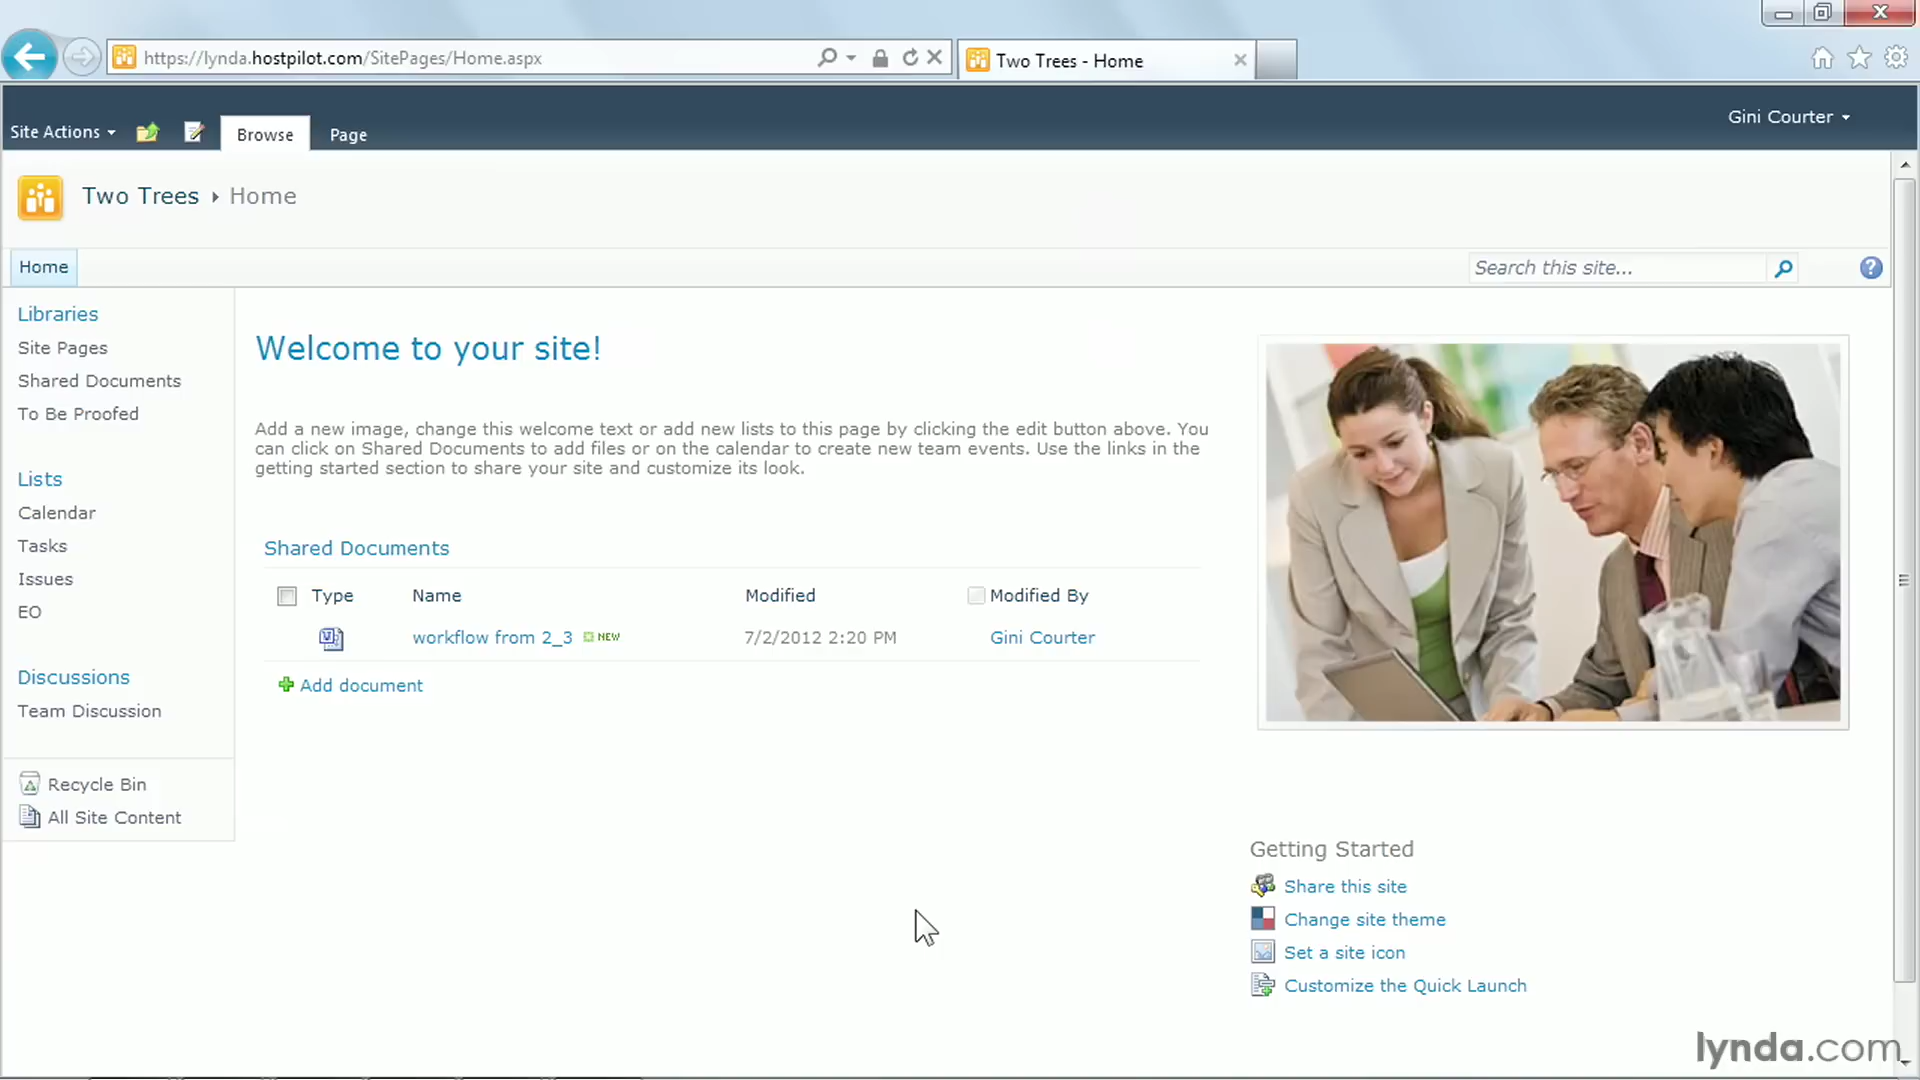 https://lynda.hostpilot.com/SitePages/Home.aspx
Two Trees - Home
Site Actions
Browse
Page
Gini Courter
Two Trees
Home
Home
Search this site...
Libraries
Site Pages
Shared Documents
To Be Proofed
Lists
Calendar
Tasks
Issues
EO
Discussions
Team Discussion
Recycle Bin
All Site Content
Welcome to your site!
Add a new image, change this welcome text or add new lists to this page by clicking the edit button above. You
can click on Shared Documents to add files or on the calendar to create new team events. Use the links in the
getting started section to share your site and customize its look.
Shared Documents
Type Name Modified Modified By
workflow from 2_3 NEW 7/2/2012 2:20 PM Gini Courter
Add document
Getting Started
Share this site
Change site theme
Set a site icon
Customize the Quick Launch
lynda.com